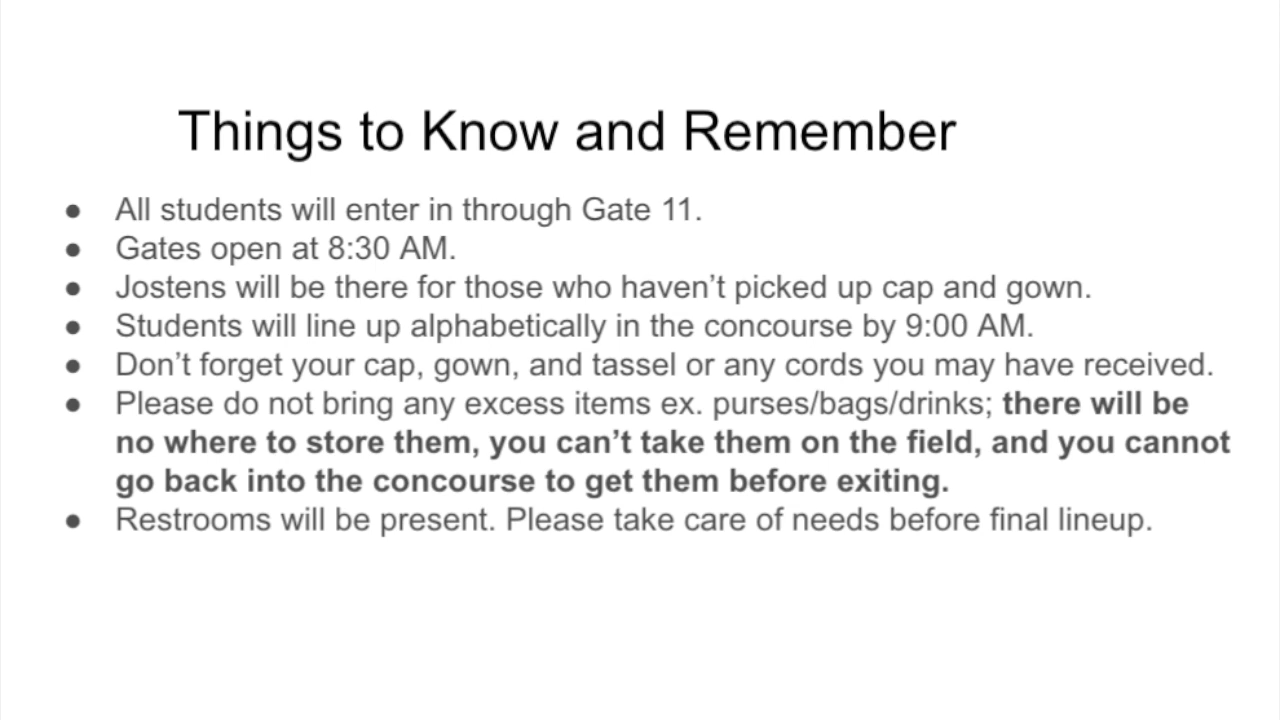 Things to Know and Remember
● All students will enter in through Gate 11.
● Gates open at 8:30 AM.
● Jostens will be there for those who haven’t picked up cap and gown.
● Students will line up alphabetically in the concourse by 9:00 AM.
● Don’t forget your cap, gown, and tassel or any cords you may have received.
● Please do not bring any excess items ex. purses/bags/drinks; there will be
no where to store them, you can’t take them on the field, and you cannot
go back into the concourse to get them before exiting.
● Restrooms will be present. Please take care of needs before final lineup.